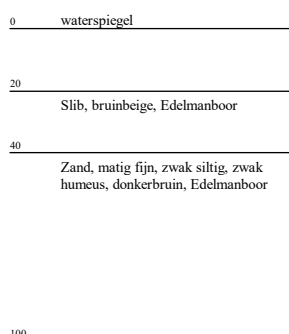 0 waterspiegel
20
Slib, bruinbeige, Edelmanboor
40
Zand, matig fijn, zwak siltig, zwak
humeus, donkerbruin, Edelmanboor
100